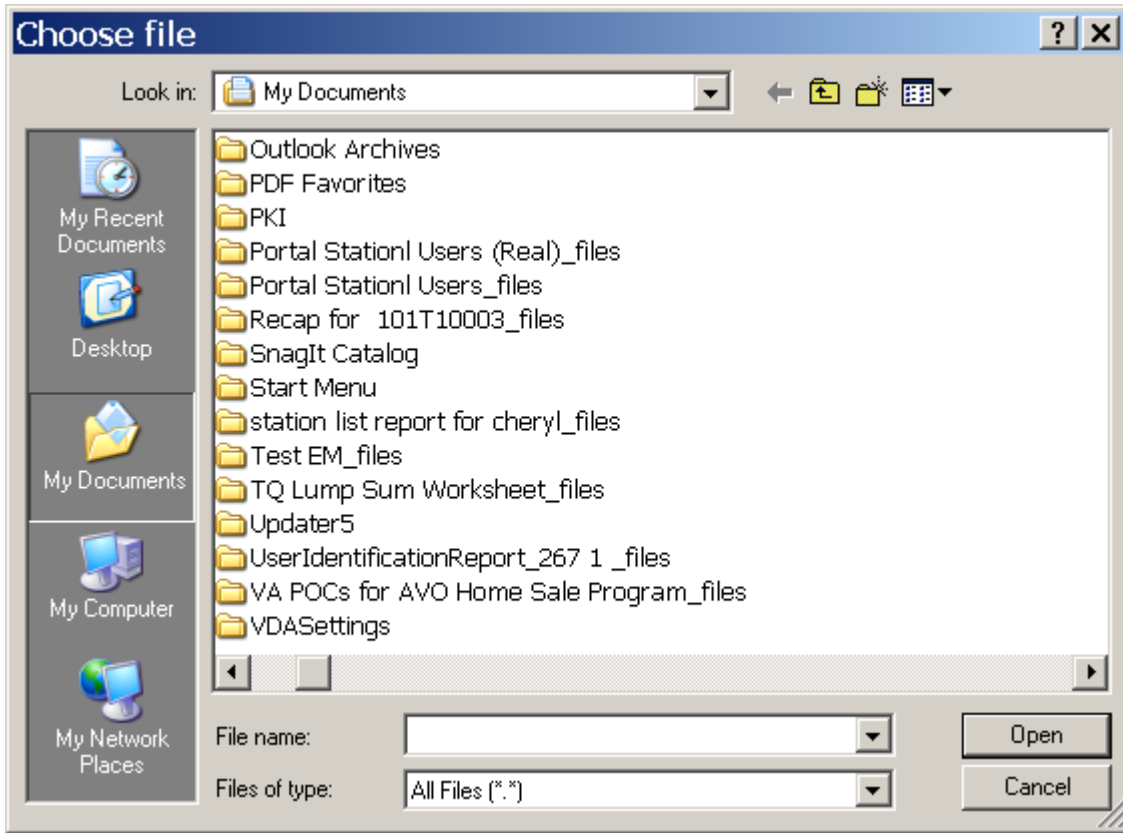 Choose file
Look in:
My Documents
My Recent
Documents
Desktop
My Documents
My Computer
My Network
Places
Outlook Archives
PDF Favorites
PKI
Portal Stationl Users (Real)_files
Portal Stationl Users_files
Recap for  101T10003_files
SnagIt Catalog
Start Menu
station list report for cheryl_files
Test EM_files
TQ Lump Sum Worksheet_files
Updater5
UserIdentificationReport_267 1 _files
VA POCs for AVO Home Sale Program_files
VDASettings
File name:
Open
Files of type:
All Files (*.*)
Cancel